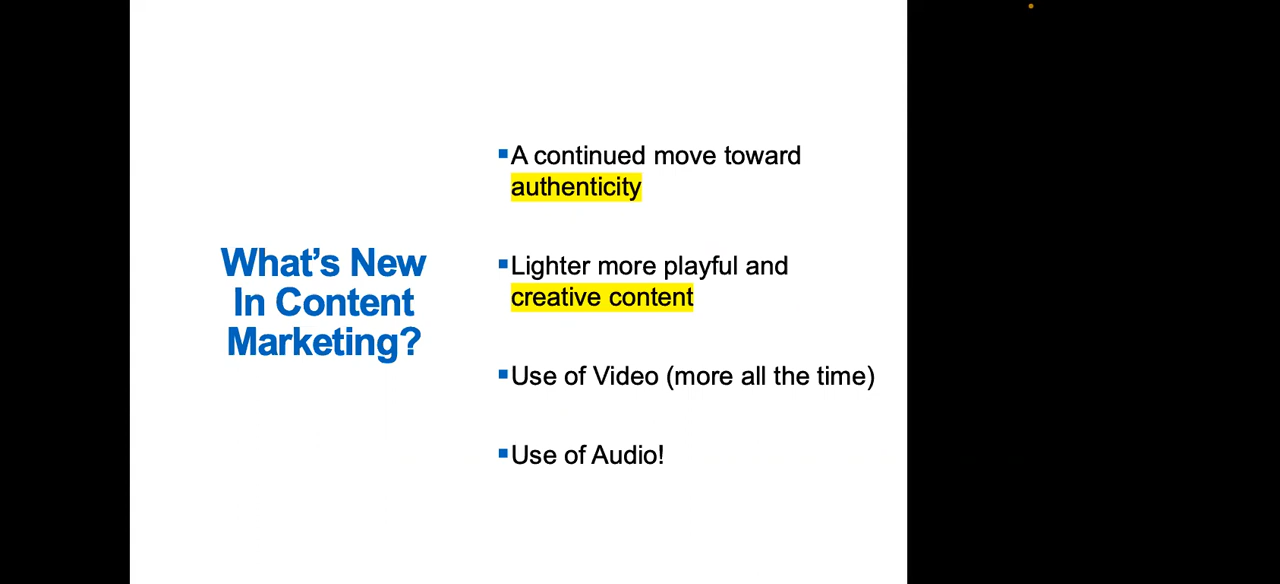 What’s New
In Content
Marketing?
A continued move toward
authenticity
Lighter more playful and
creative content
Use of Video (more all the time)
Use of Audio!